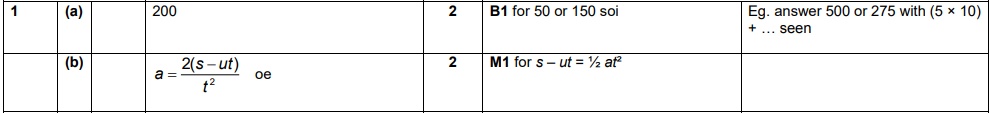 1 (a) 200 2 B1 for 50 or 150 soi Eg. answer 500 or 275 with (5 × 10)
+ … seen
(b) a = 2(s – ut) / t² oe 2 M1 for s – ut = ½ at²